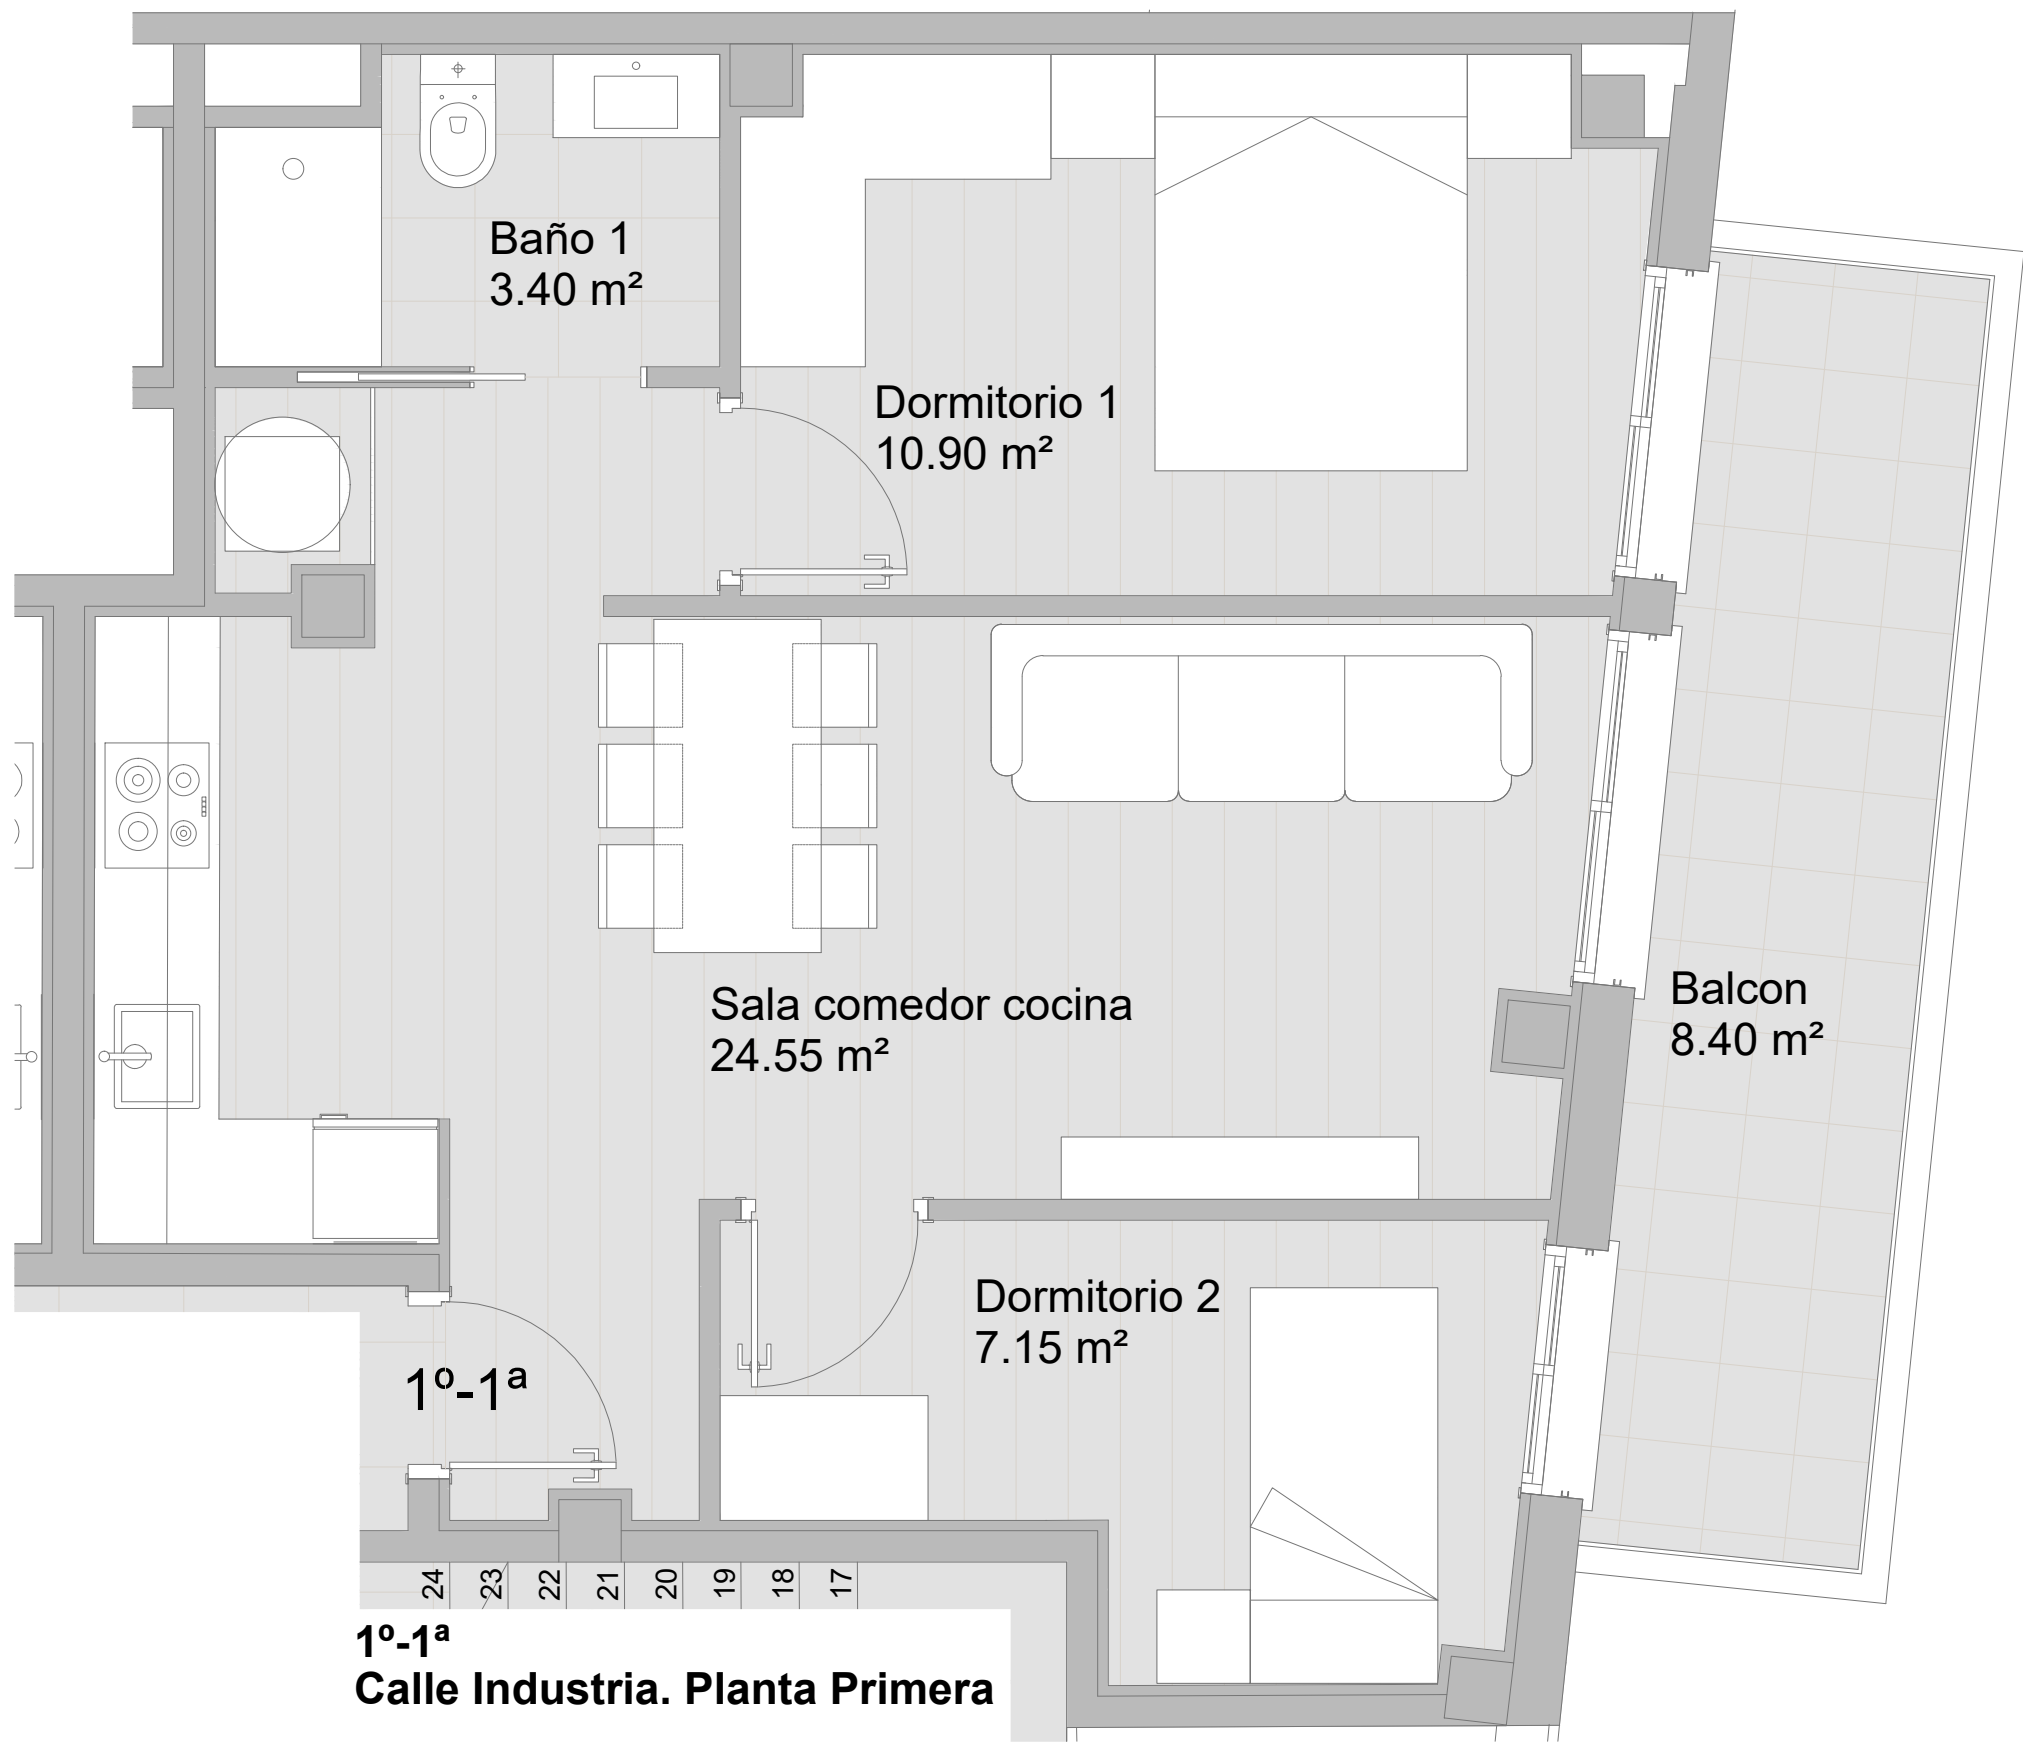 Baño 1
3.40 m²
Dormitorio 1
10.90 m²
Sala comedor cocina
24.55 m²
Balcon
8.40 m²
Dormitorio 2
7.15 m²
1º-1ª
24
23
22
21
20
19
18
17
1º-1ª
Calle Industria. Planta Primera